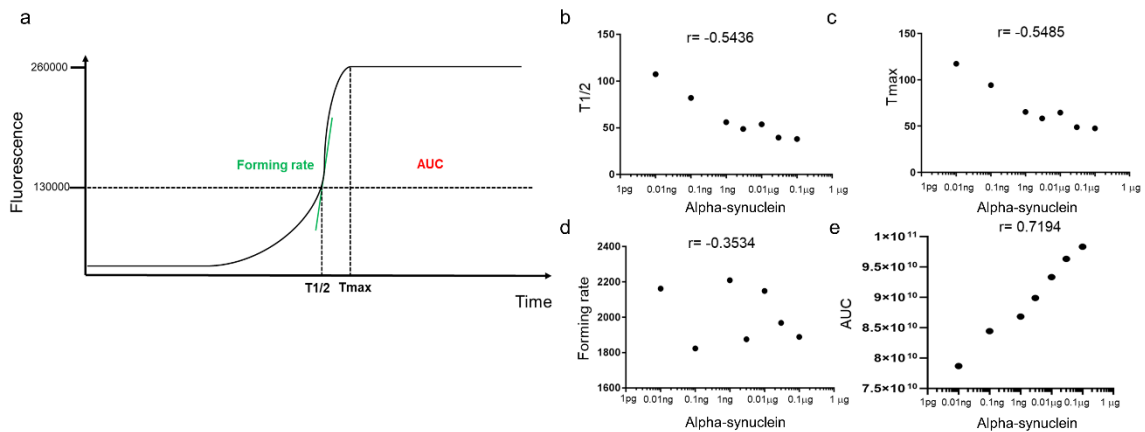 a
260000
130000
Fluorescence
Forming rate
AUC
T1/2
Tmax
Time
b
r= -0.5436
150
100
50
0
T1/2
1pg
0.01ng
0.1ng
1ng
0.01µg
0.1µg
1 µg
Alpha-synuclein
c
r= -0.5485
150
100
50
0
Tmax
1pg
0.01ng
0.1ng
1ng
0.01µg
0.1µg
1 µg
Alpha-synuclein
d
r= -0.3534
2400
2200
2000
1800
1600
Forming rate
1pg
0.01ng
0.1ng
1ng
0.01µg
0.1µg
1 µg
Alpha-synuclein
e
r= 0.7194
1×10¹¹
9.5×10¹⁰
9×10¹⁰
8.5×10¹⁰
8×10¹⁰
7.5×10¹⁰
AUC
1pg
0.01ng
0.1ng
1ng
0.01µg
0.1µg
1 µg
Alpha-synuclein